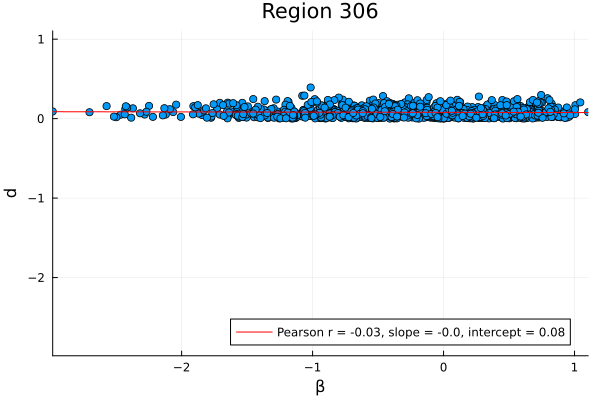 Region 306
1
0
−1
−2
d
−2
−1
0
1
β
Pearson r = -0.03, slope = -0.0, intercept = 0.08